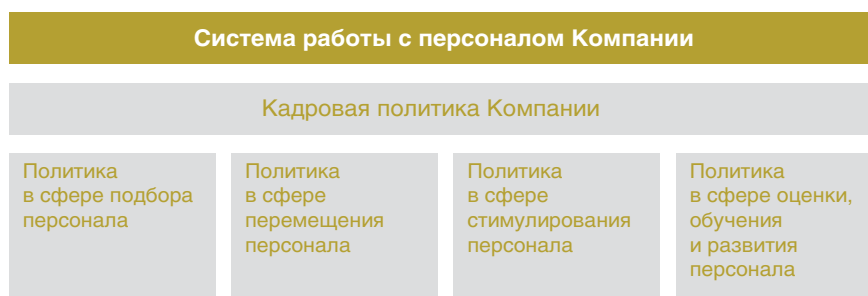 Система работы с персоналом Компании
Кадровая политика Компании
Политика
в сфере подбора
персонала
Политика
в сфере
перемещения
персонала
Политика
в сфере
стимулирования
персонала
Политика
в сфере оценки,
обучения
и развития
персонала